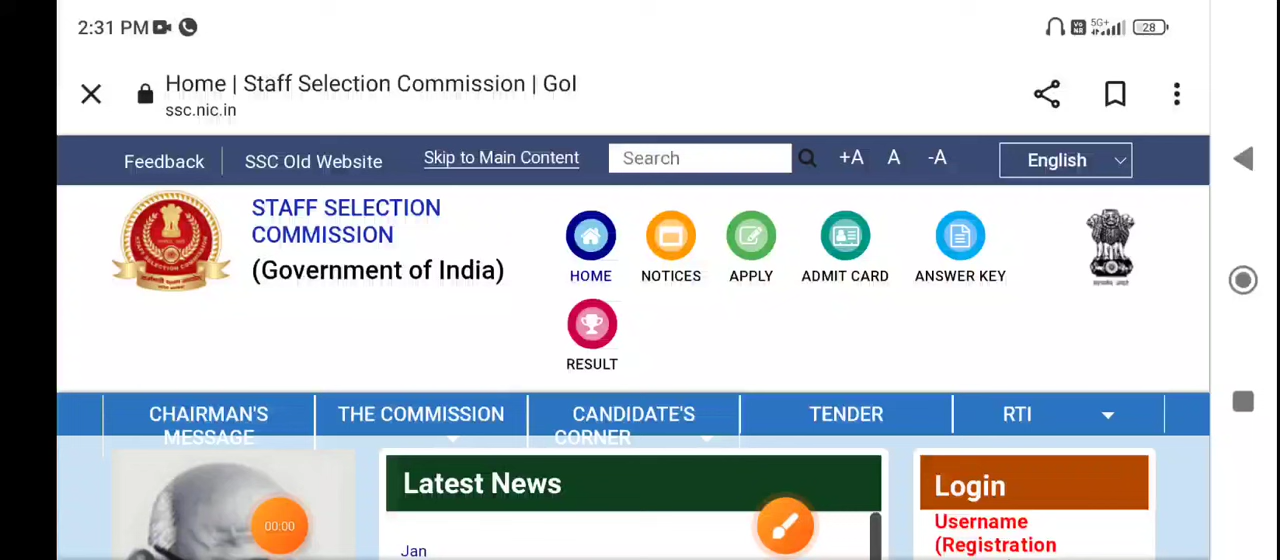 2:31 PM
5G+
28
Home | Staff Selection Commission | GoI
ssc.nic.in
Feedback
SSC Old Website
Skip to Main Content
Search
+A A -A
English
STAFF SELECTION
COMMISSION
(Government of India)
HOME
NOTICES
APPLY
ADMIT CARD
ANSWER KEY
RESULT
CHAIRMAN'S
MESSAGE
THE COMMISSION
CANDIDATE'S
CORNER
TENDER
RTI
Latest News
Jan
Login
Username
(Registration
00:00